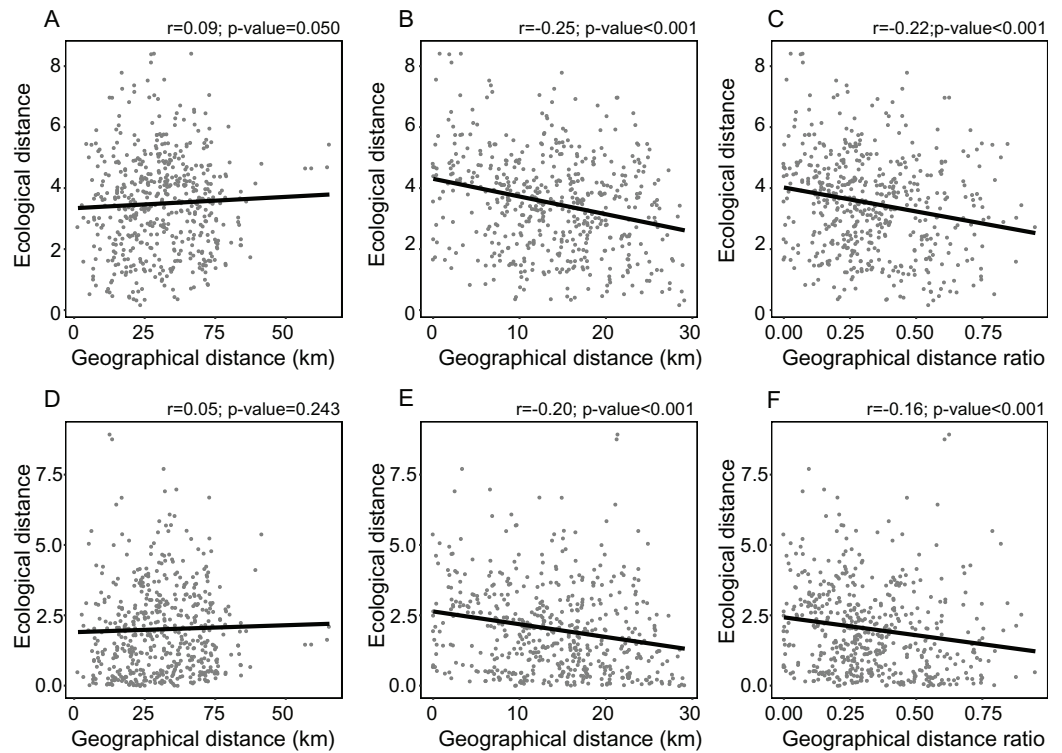 A
r=0.09; p-value=0.050
B
r=-0.25; p-value<0.001
C
r=-0.22;p-value<0.001
Ecological distance
8
6
4
2
0
0 25 75 50
Geographical distance (km)
Ecological distance
8
6
4
2
0
0 10 20 30
Geographical distance (km)
Ecological distance
8
6
4
2
0
0.00 0.25 0.50 0.75
Geographical distance ratio
D
r=0.05; p-value=0.243
E
r=-0.20; p-value<0.001
F
r=-0.16; p-value<0.001
Ecological distance
7.5
5.0
2.5
0.0
0 25 75 50
Geographical distance (km)
Ecological distance
7.5
5.0
2.5
0.0
0 10 20 30
Geographical distance (km)
Ecological distance
7.5
5.0
2.5
0.0
0.00 0.25 0.50 0.75
Geographical distance ratio